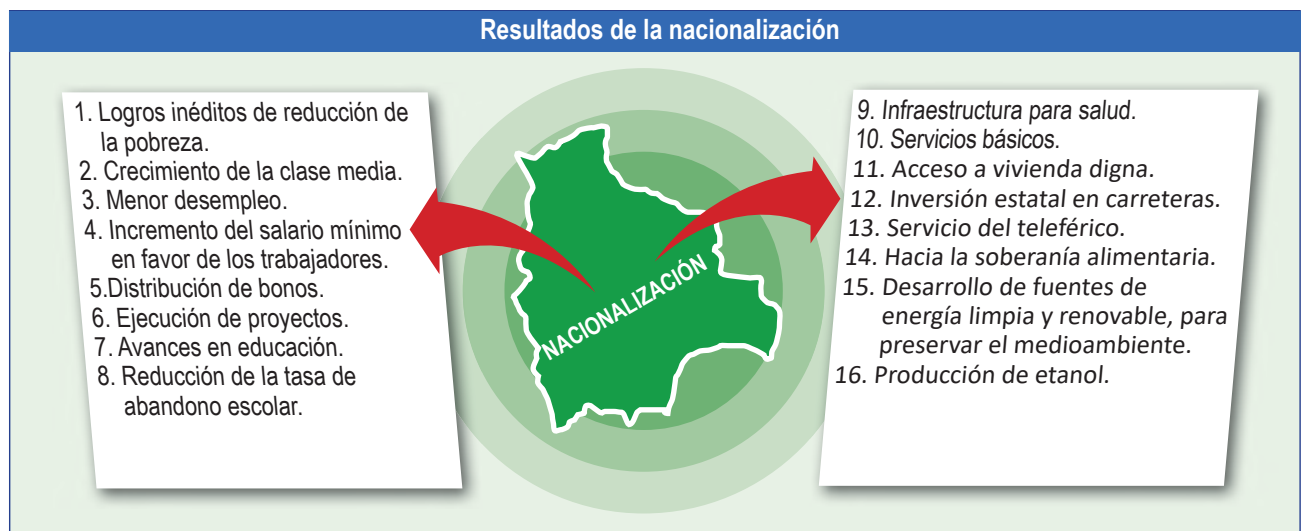 Resultados de la nacionalización
1. Logros inéditos de reducción de
la pobreza.
2. Crecimiento de la clase media.
3. Menor desempleo.
4. Incremento del salario mínimo
en favor de los trabajadores.
5.Distribución de bonos.
6. Ejecución de proyectos.
7. Avances en educación.
8. Reducción de la tasa de
abandono escolar.
NACIONALIZACIÓN
9. Infraestructura para salud.
10. Servicios básicos.
11. Acceso a vivienda digna.
12. Inversión estatal en carreteras.
13. Servicio del teleférico.
14. Hacia la soberanía alimentaria.
15. Desarrollo de fuentes de
energía limpia y renovable, para
preservar el medioambiente.
16. Producción de etanol.